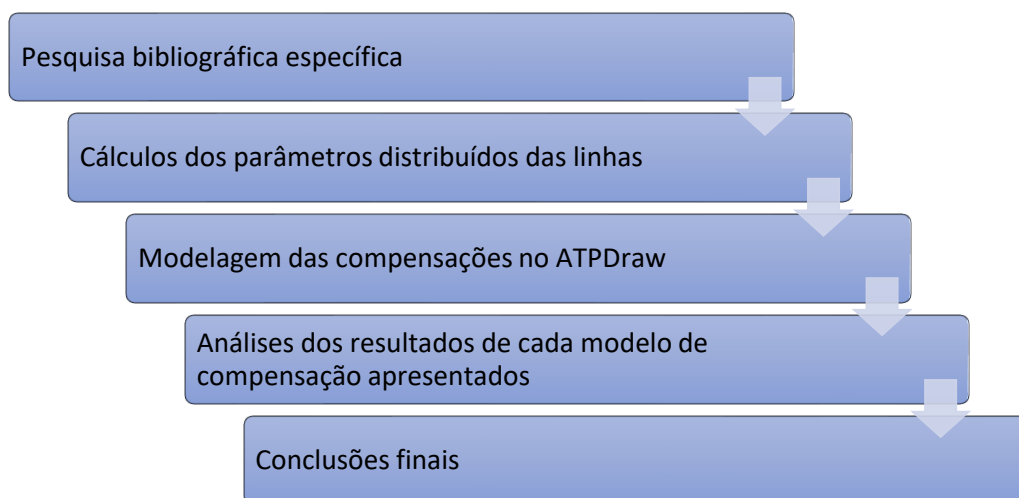 Pesquisa bibliográfica específica
Cálculos dos parâmetros distribuídos das linhas
Modelagem das compensações no ATPDraw
Análises dos resultados de cada modelo de
compensação apresentados
Conclusões finais